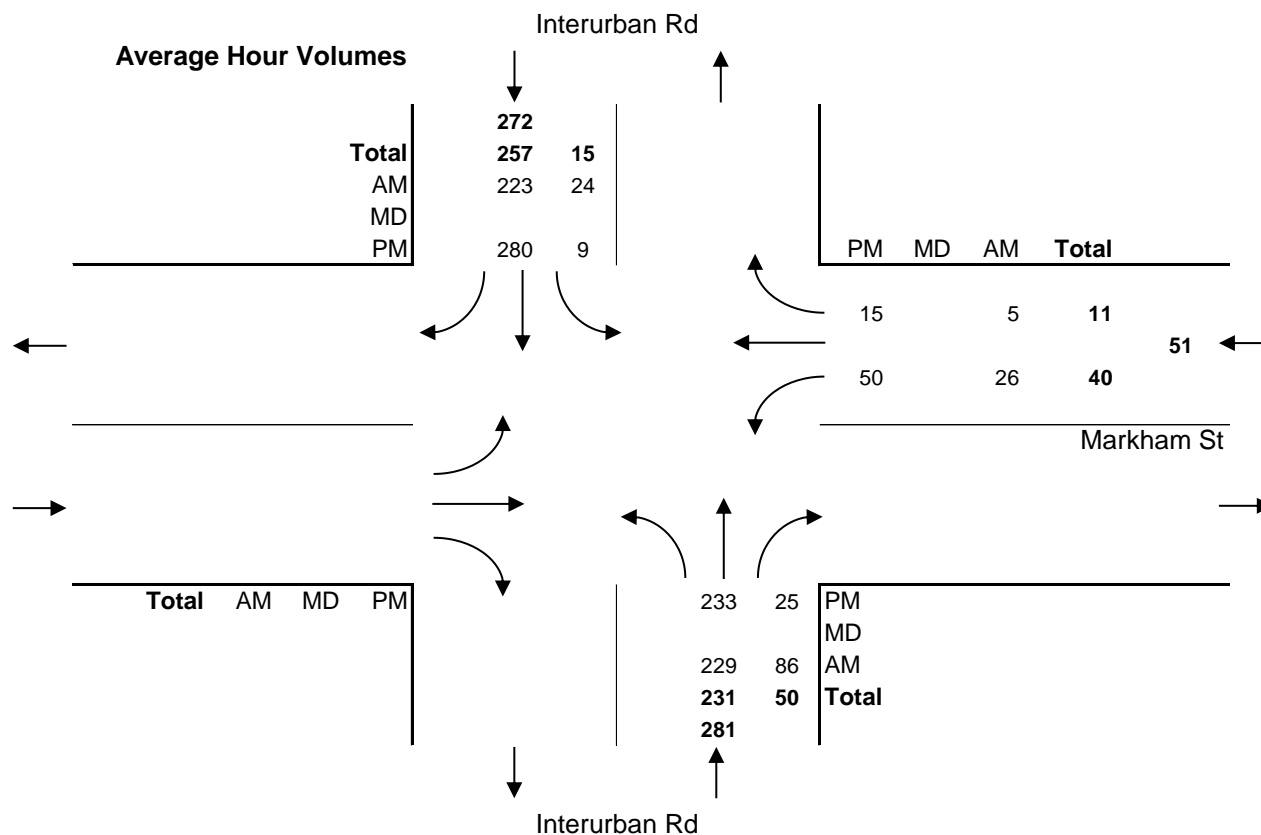 Interurban Rd
Average Hour Volumes
272
Total 257 15
AM 223 24
MD
PM 280 9
PM MD AM Total
15 5 11
51
50 26 40
Markham St
Total AM MD PM
233 25 PM
MD
229 86 AM
231 50 Total
281
Interurban Rd